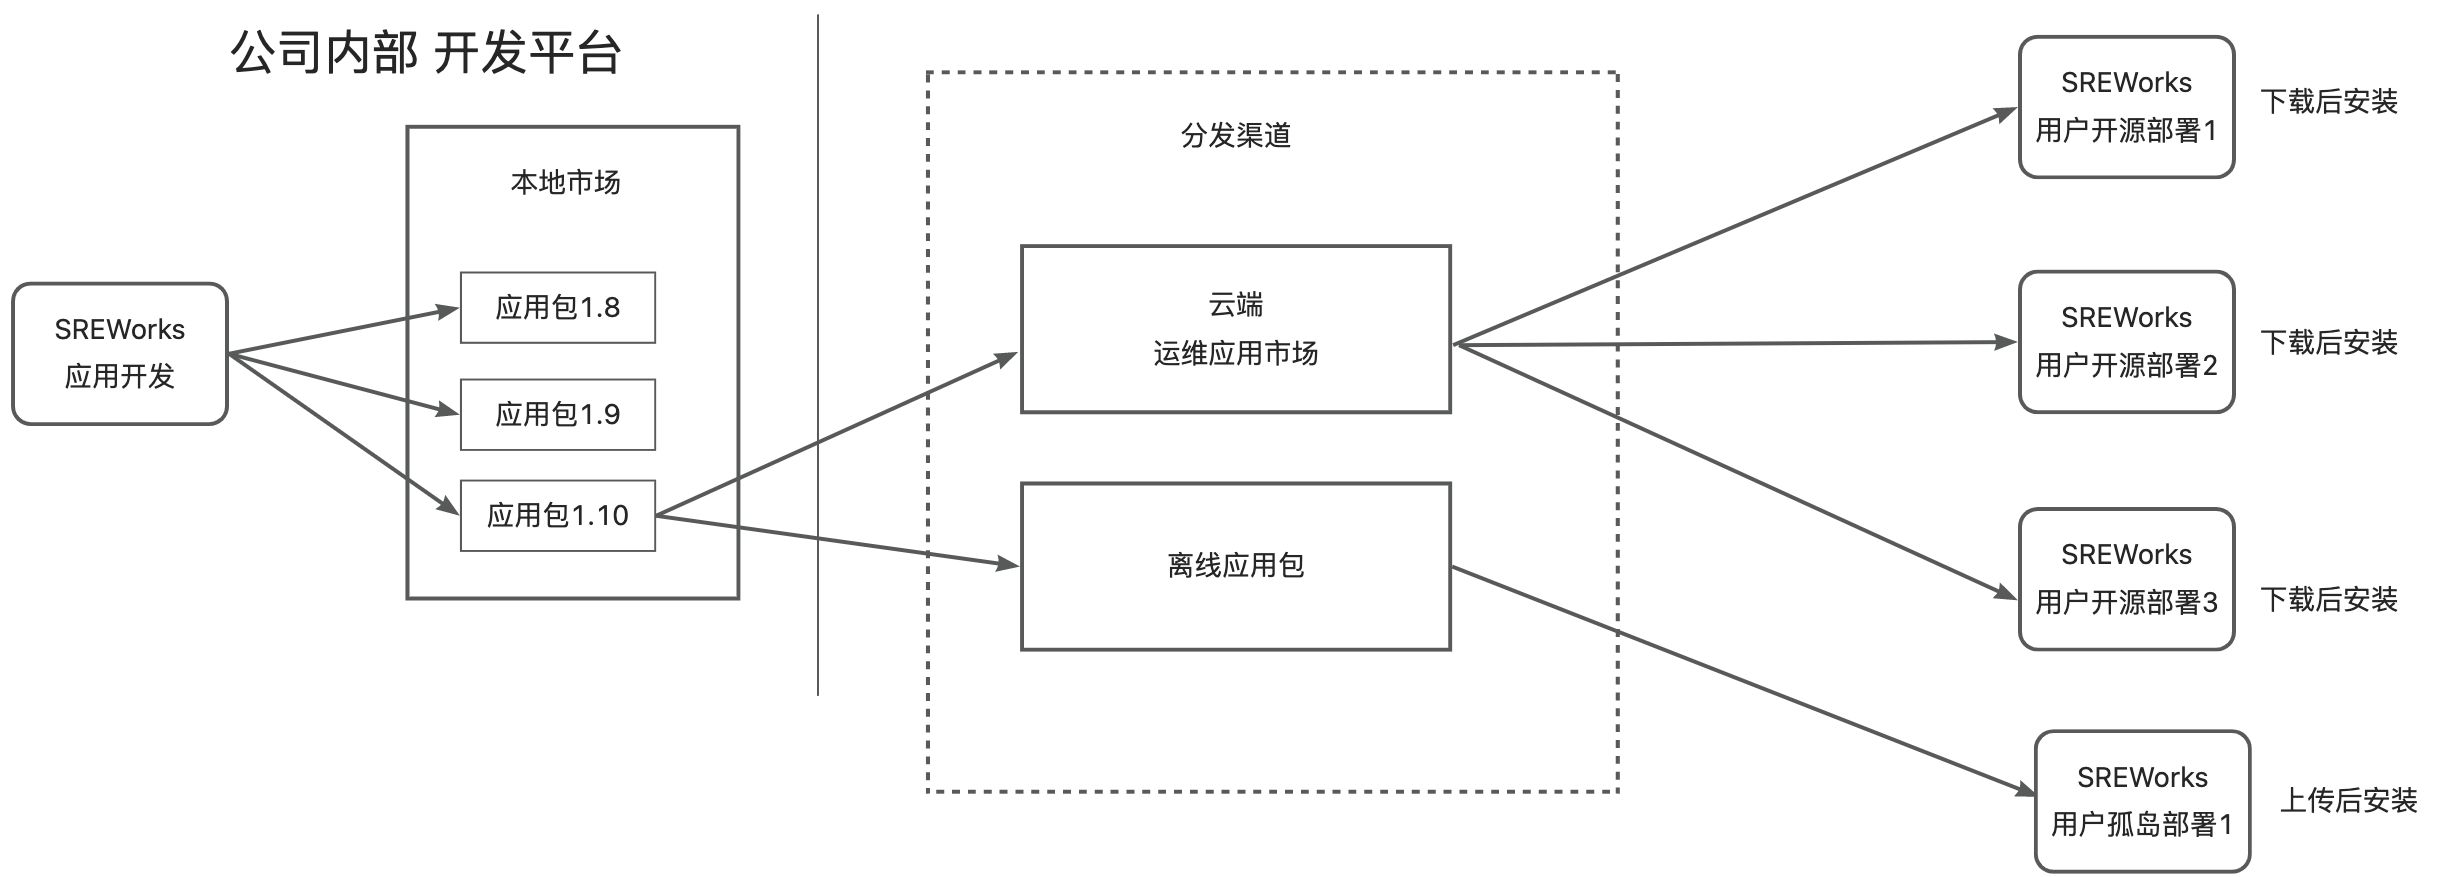 公司内部 开发平台
SREWorks
应用开发
本地市场
应用包1.8
应用包1.9
应用包1.10
分发渠道
云端
运维应用市场
离线应用包
SREWorks
用户开源部署1
下载后安装
SREWorks
用户开源部署2
下载后安装
SREWorks
用户开源部署3
下载后安装
SREWorks
用户孤岛部署1
上传后安装